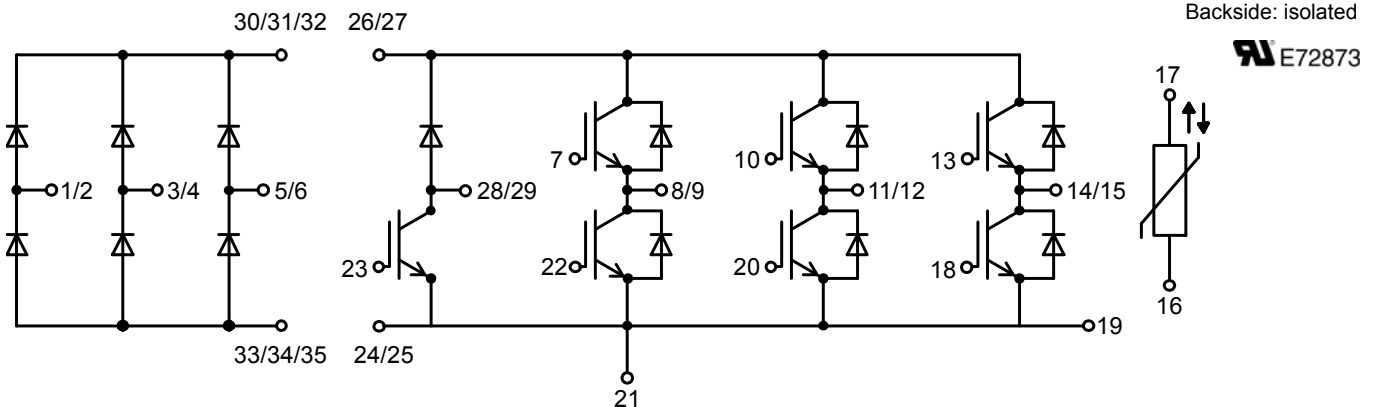 Backside: isolated
E72873
30/31/32 26/27
17
7 10 13
1/2 3/4 5/6 28/29 8/9 11/12 14/15
23 22 20 18
16
19
33/34/35 24/25
21